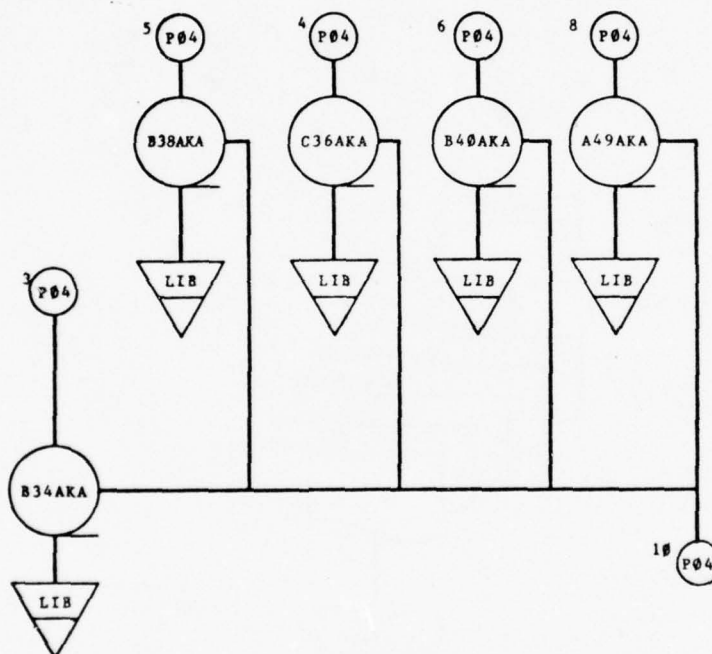 5 PØ4 4 PØ4 6 PØ4 8 PØ4
B38AKA C36AKA B4ØAKA A49AKA
LIB LIB LIB LIB
3 PØ4
B34AKA
1Ø PØ4
LIB